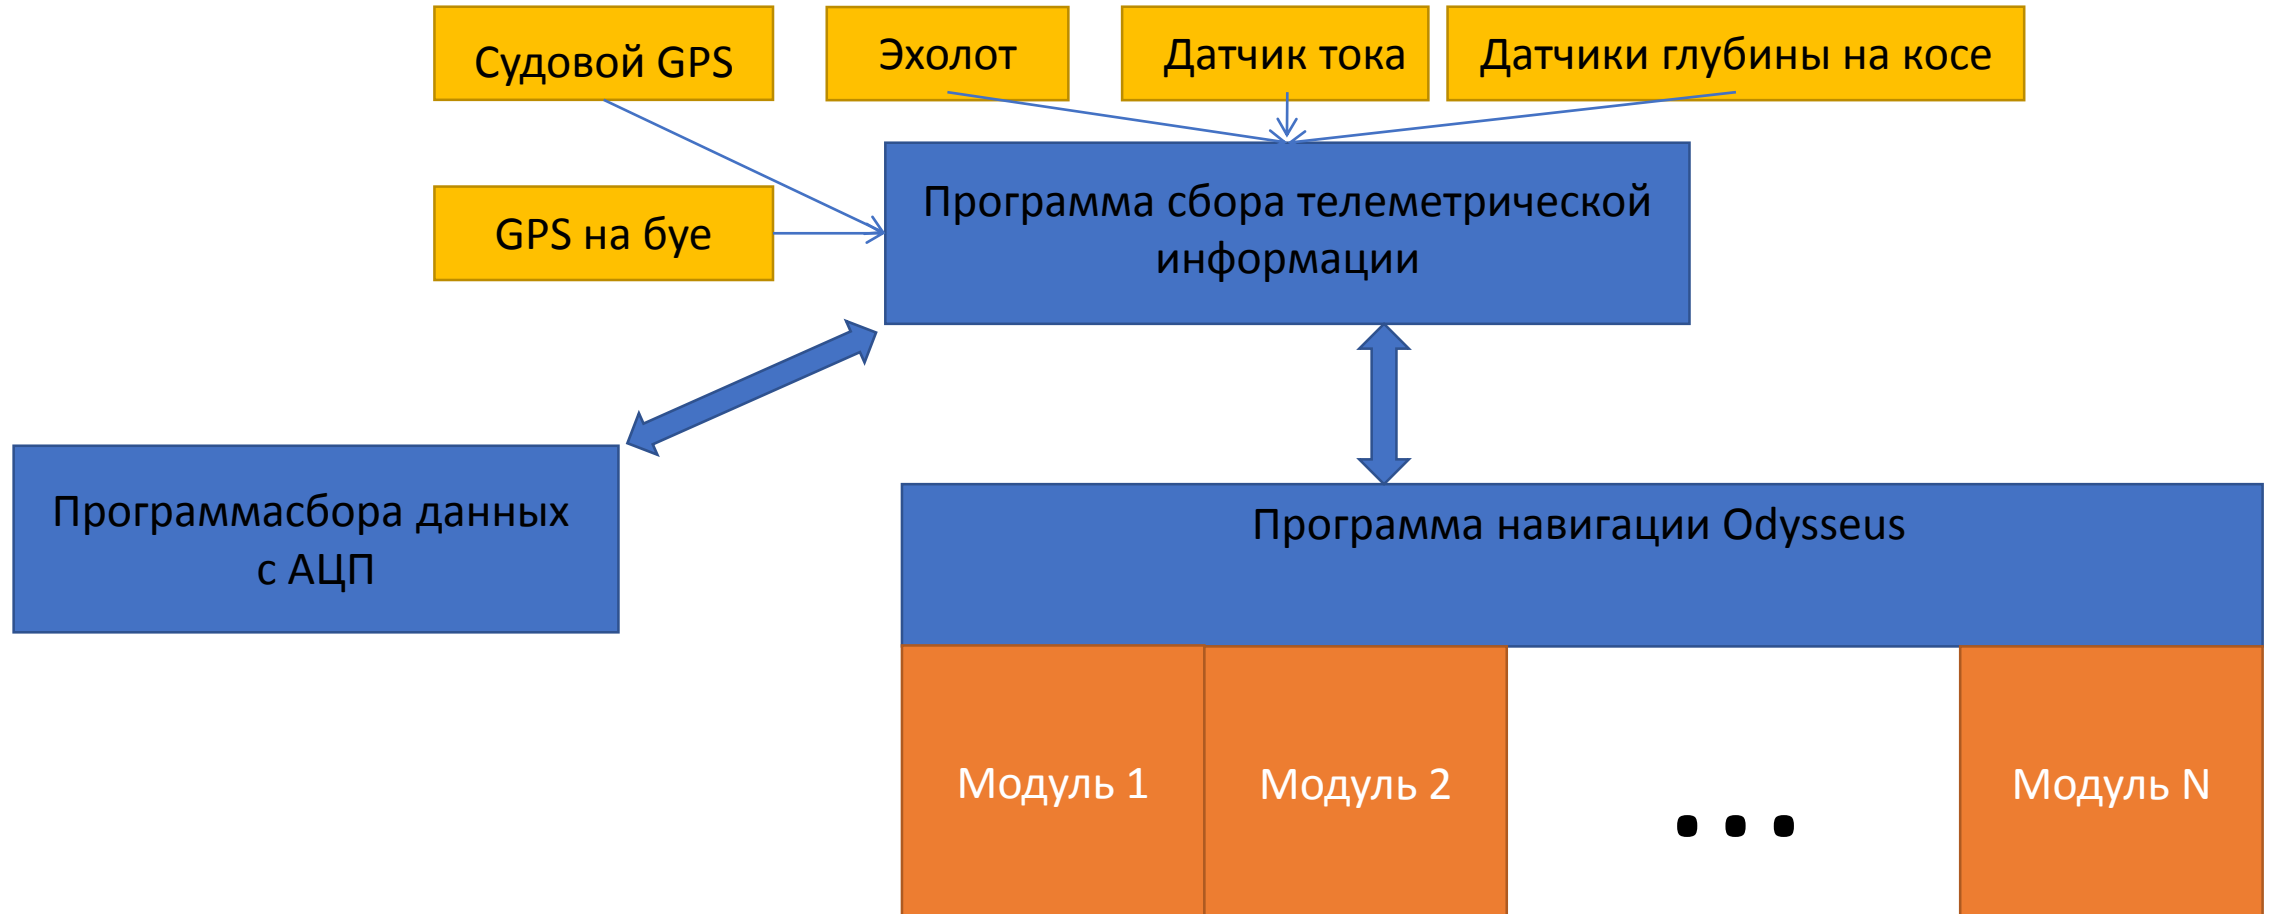 Судовой GPS
Эхолот
Датчик тока
Датчики глубины на косе
GPS на буе
Программа сбора телеметрической
информации
Программасбора данных
с АЦП
Программа навигации Odysseus
Модуль 1
Модуль 2
...
Модуль N